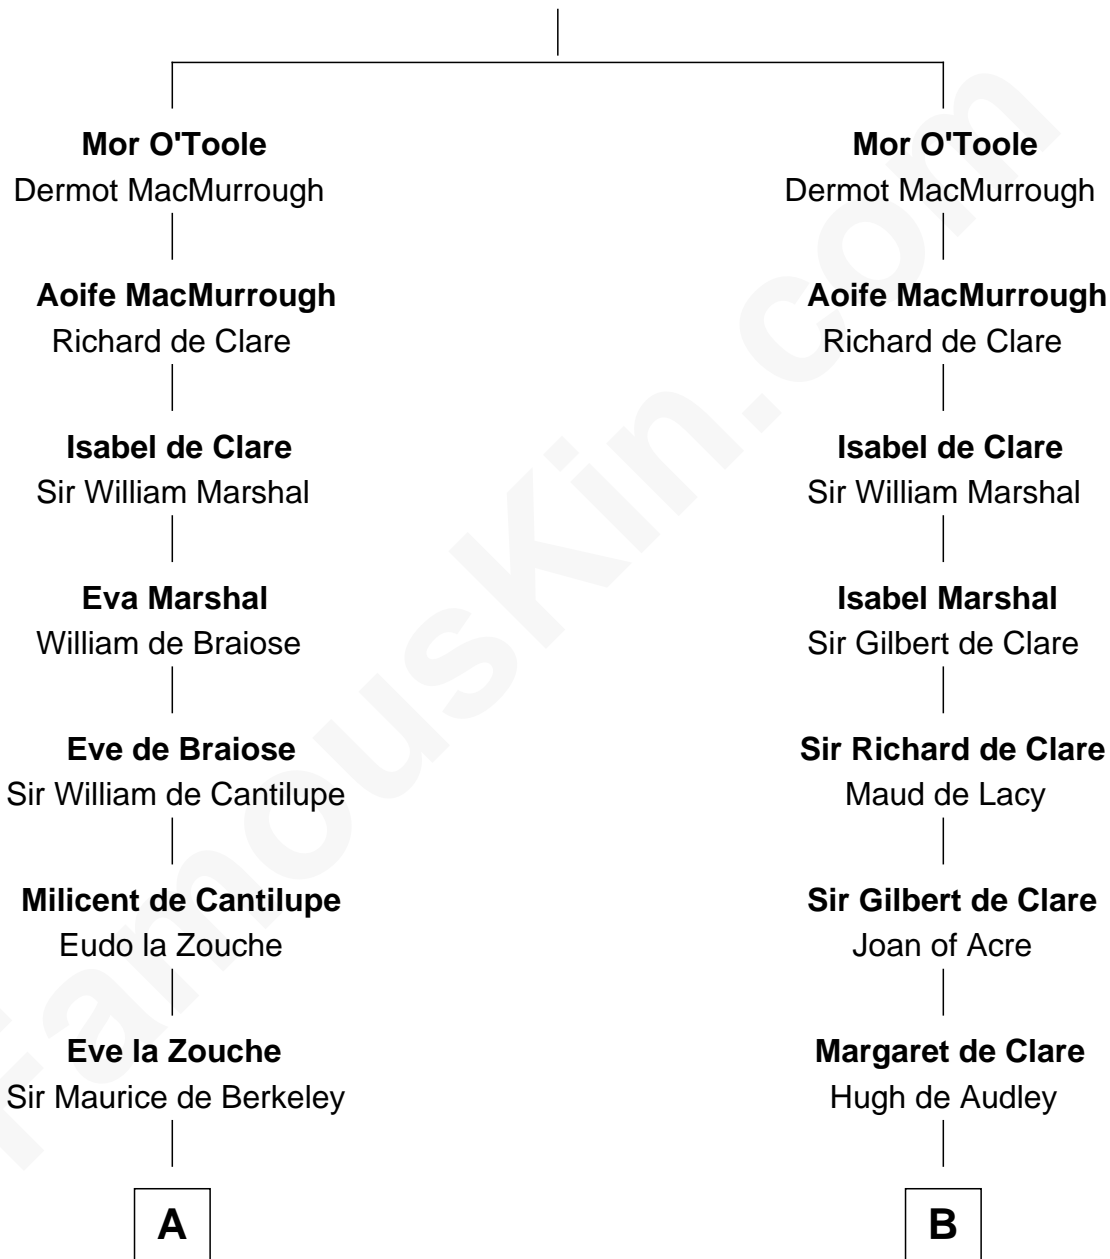 Mor O'Toole
Dermot MacMurrough
Aoife MacMurrough
Richard de Clare
Isabel de Clare
Sir William Marshal
Eva Marshal
William de Braiose
Eve de Braiose
Sir William de Cantilupe
Milicent de Cantilupe
Eudo la Zouche
Eve la Zouche
Sir Maurice de Berkeley
A
Mor O'Toole
Dermot MacMurrough
Aoife MacMurrough
Richard de Clare
Isabel de Clare
Sir William Marshal
Isabel Marshal
Sir Gilbert de Clare
Sir Richard de Clare
Maud de Lacy
Sir Gilbert de Clare
Joan of Acre
Margaret de Clare
Hugh de Audley
B
FamousKin.com